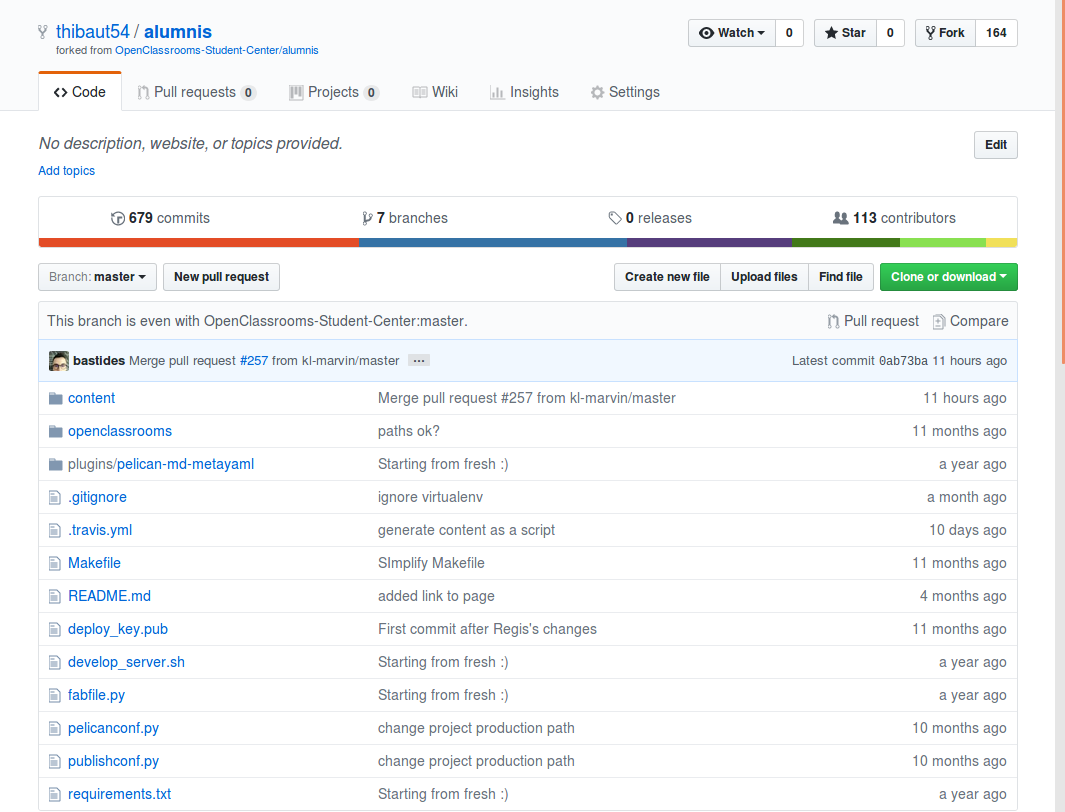 thibaut54 / alumnis
Watch 0 Star 0 Fork 164
forked from OpenClassrooms-Student-Center/alumnis
Code Pull requests 0 Projects 0 Wiki Insights Settings
No description, website, or topics provided. Edit
Add topics
679 commits 7 branches 0 releases 113 contributors
Branch: master New pull request Create new file Upload files Find file Clone or download
This branch is even with OpenClassrooms-Student-Center:master. Pull request Compare
bastides Merge pull request #257 from kl-marvin/master ... Latest commit 0ab73ba 11 hours ago
content Merge pull request #257 from kl-marvin/master 11 hours ago
openclassrooms paths ok? 11 months ago
plugins/pelican-md-metayaml Starting from fresh :) a year ago
.gitignore ignore virtualenv a month ago
.travis.yml generate content as a script 10 days ago
Makefile SImplify Makefile 11 months ago
README.md added link to page 4 months ago
deploy_key.pub First commit after Regis's changes 11 months ago
develop_server.sh Starting from fresh :) a year ago
fabfile.py Starting from fresh :) a year ago
pelicanconf.py change project production path 10 months ago
publishconf.py change project production path 10 months ago
requirements.txt Starting from fresh :) a year ago